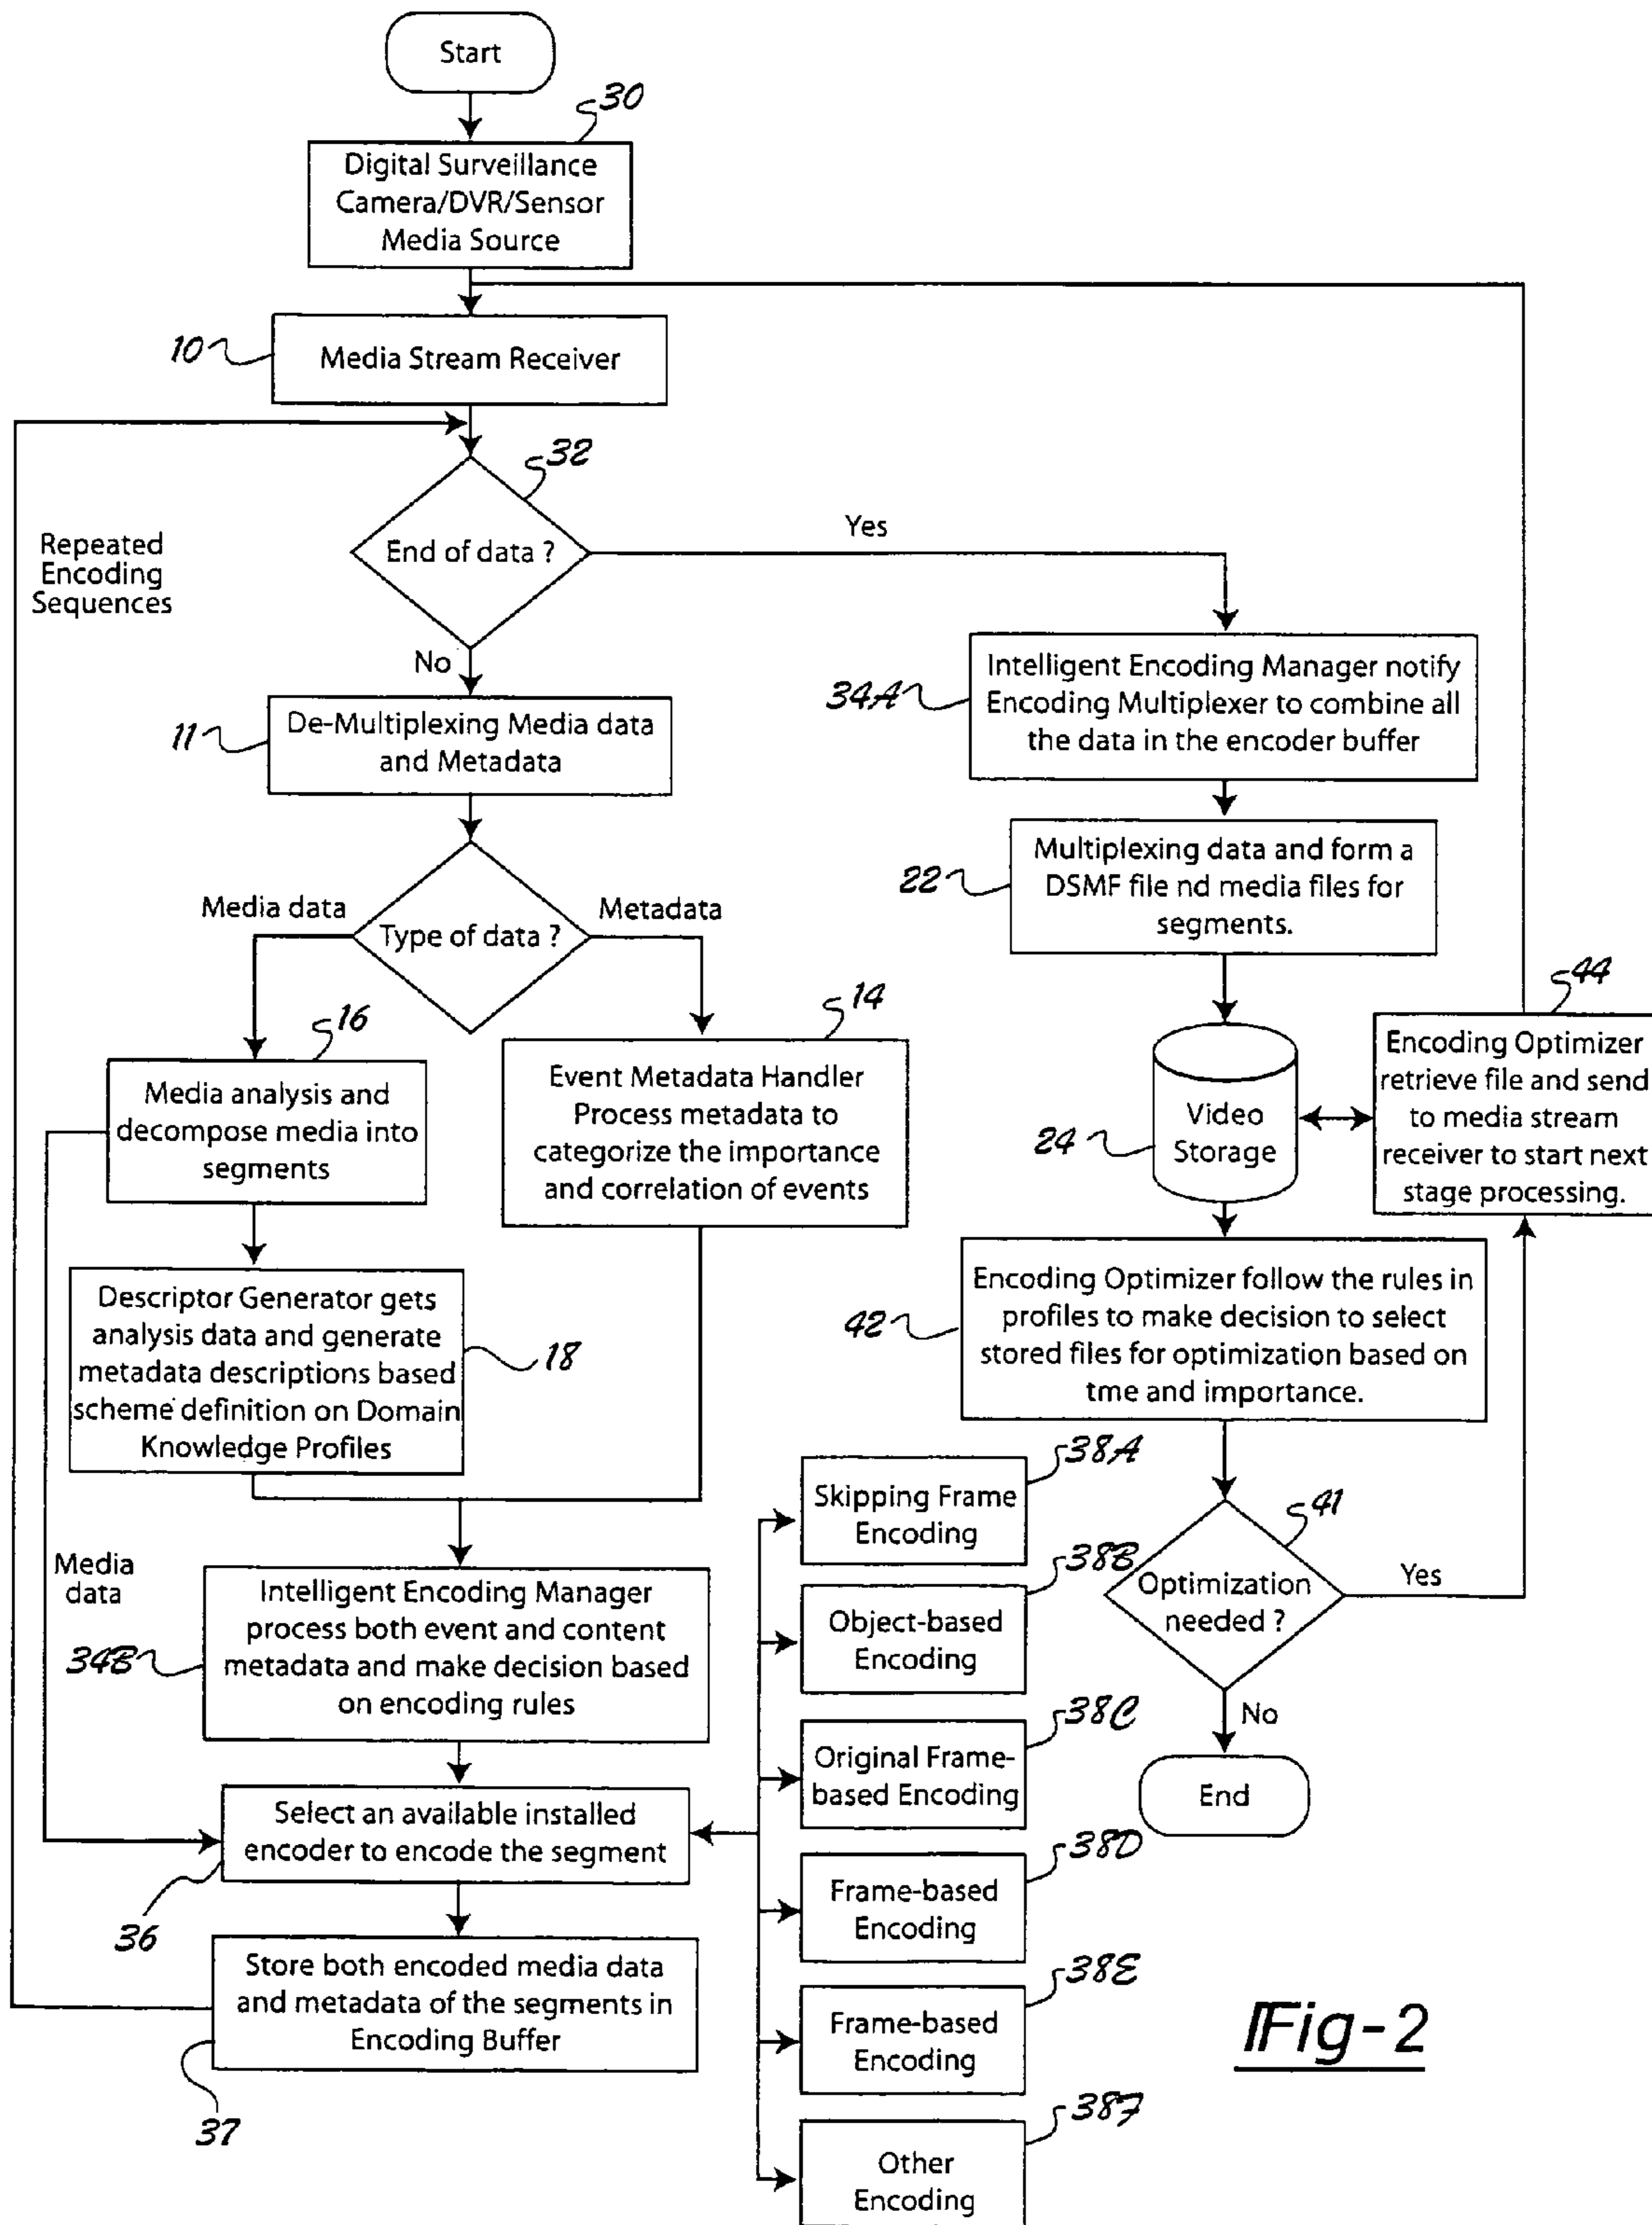 Start
30
Digital Surveillance
Camera/DVR/Sensor
Media Source
10
Media Stream Receiver
32
End of data ?
Yes
No
Repeated
Encoding
Sequences
11
De-Multiplexing Media data
and Metadata
Type of data ?
Media data
Metadata
16
Media analysis and
decompose media into
segments
14
Event Metadata Handler
Process metadata to
categorize the importance
and correlation of events
Descriptor Generator gets
analysis data and generate
metadata descriptions based
scheme definition on Domain
Knowledge Profiles
18
Media
data
34B
Intelligent Encoding Manager
process both event and content
metadata and make decision based
on encoding rules
Select an available installed
encoder to encode the segment
36
Store both encoded media data
and metadata of the segments in
Encoding Buffer
37
38A
Skipping Frame
Encoding
38B
Object-based
Encoding
38C
Original Frame-
based Encoding
38D
Frame-based
Encoding
38E
Frame-based
Encoding
38F
Other
Encoding
34A
Intelligent Encoding Manager notify
Encoding Multiplexer to combine all
the data in the encoder buffer
22
Multiplexing data and form a
DSMF file nd media files for
segments.
24
Video
Storage
44
Encoding Optimizer
retrieve file and send
to media stream
receiver to start next
stage processing.
42
Encoding Optimizer follow the rules in
profiles to make decision to select
stored files for optimization based on
tme and importance.
41
Optimization
needed ?
Yes
No
End
Fig-2